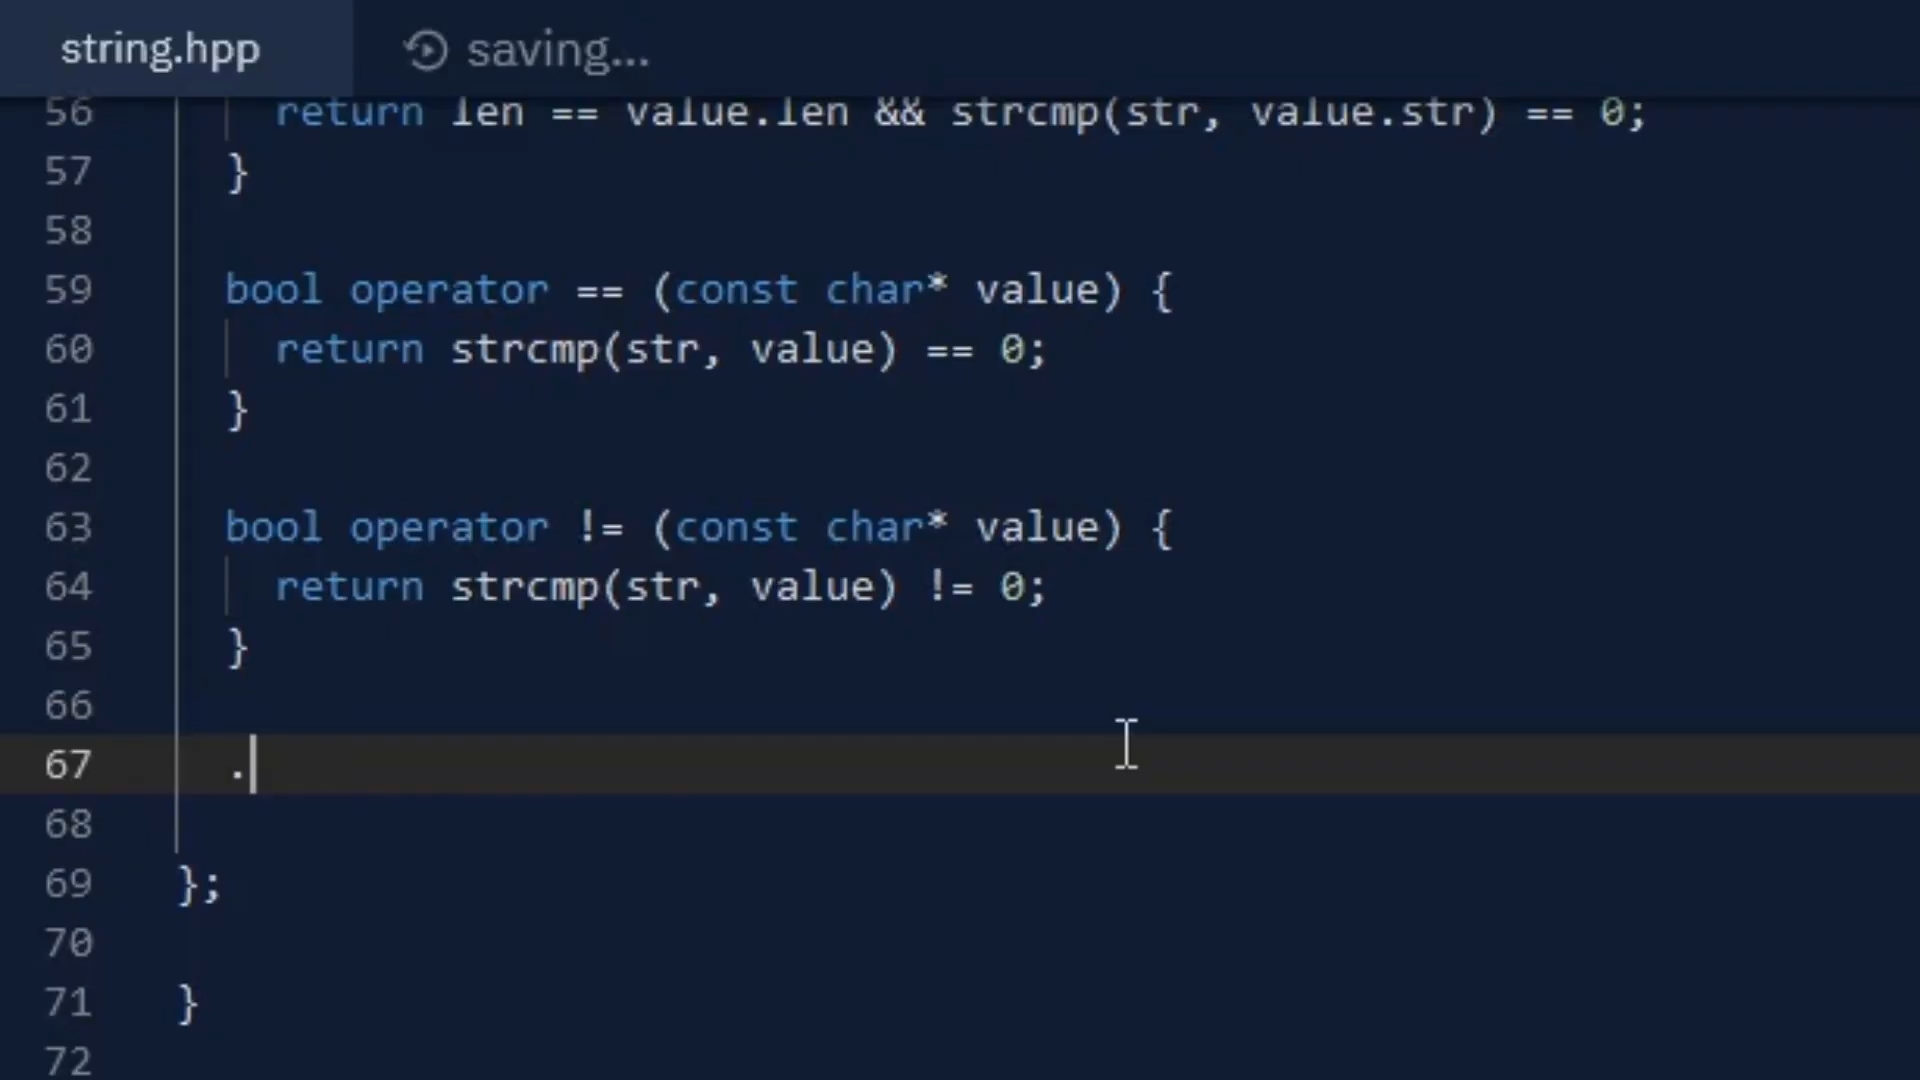 string.hpp saving...
56 return len == value.len && strcmp(str, value.str) == 0;
57 }
58
59 bool operator == (const char* value) {
60 return strcmp(str, value) == 0;
61 }
62
63 bool operator != (const char* value) {
64 return strcmp(str, value) != 0;
65 }
66
67 .
68
69 };
70
71 }
72